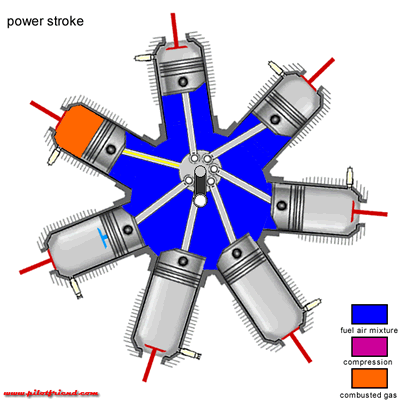 power stroke
fuel air mixture
compression
combusted gas
www.pilotfriend.com